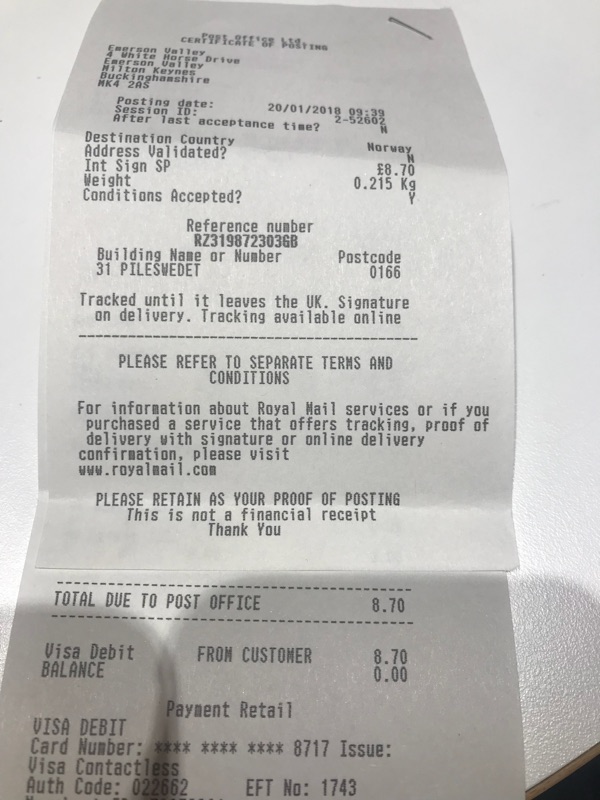 Post Office Ltd.
CERTIFICATE OF POSTING
Emerson Valley
4 White Horse Drive
Emerson Valley
Milton Keynes
Buckinghamshire
MK4 2AS
Posting date: 20/01/2018 09:39
Session ID: 2-52602
After last acceptance time? N
Destination Country Norway
Address Validated? N
Int Sign SP £8.70
Weight 0.215 Kg
Conditions Accepted? Y
Reference number
RZ319872303GB
Building Name or Number Postcode
31 PILESWEDET 0166
Tracked until it leaves the UK. Signature
on delivery. Tracking available online
PLEASE REFER TO SEPARATE TERMS AND
CONDITIONS
For information about Royal Mail services or if you
purchased a service that offers tracking, proof of
delivery with signature or online delivery
confirmation, please visit
www.royalmail.com
PLEASE RETAIN AS YOUR PROOF OF POSTING
This is not a financial receipt
Thank You
TOTAL DUE TO POST OFFICE 8.70
Visa Debit FROM CUSTOMER 8.70
BALANCE 0.00
Payment Retail
VISA DEBIT
Card Number: **** **** **** 8717 Issue:
Visa Contactless
Auth Code: 022662 EFT No: 1743